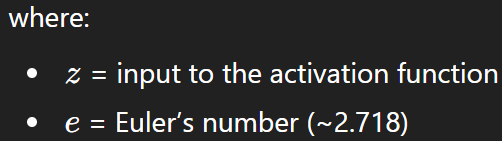 where:
• z = input to the activation function
• e = Euler’s number (~2.718)